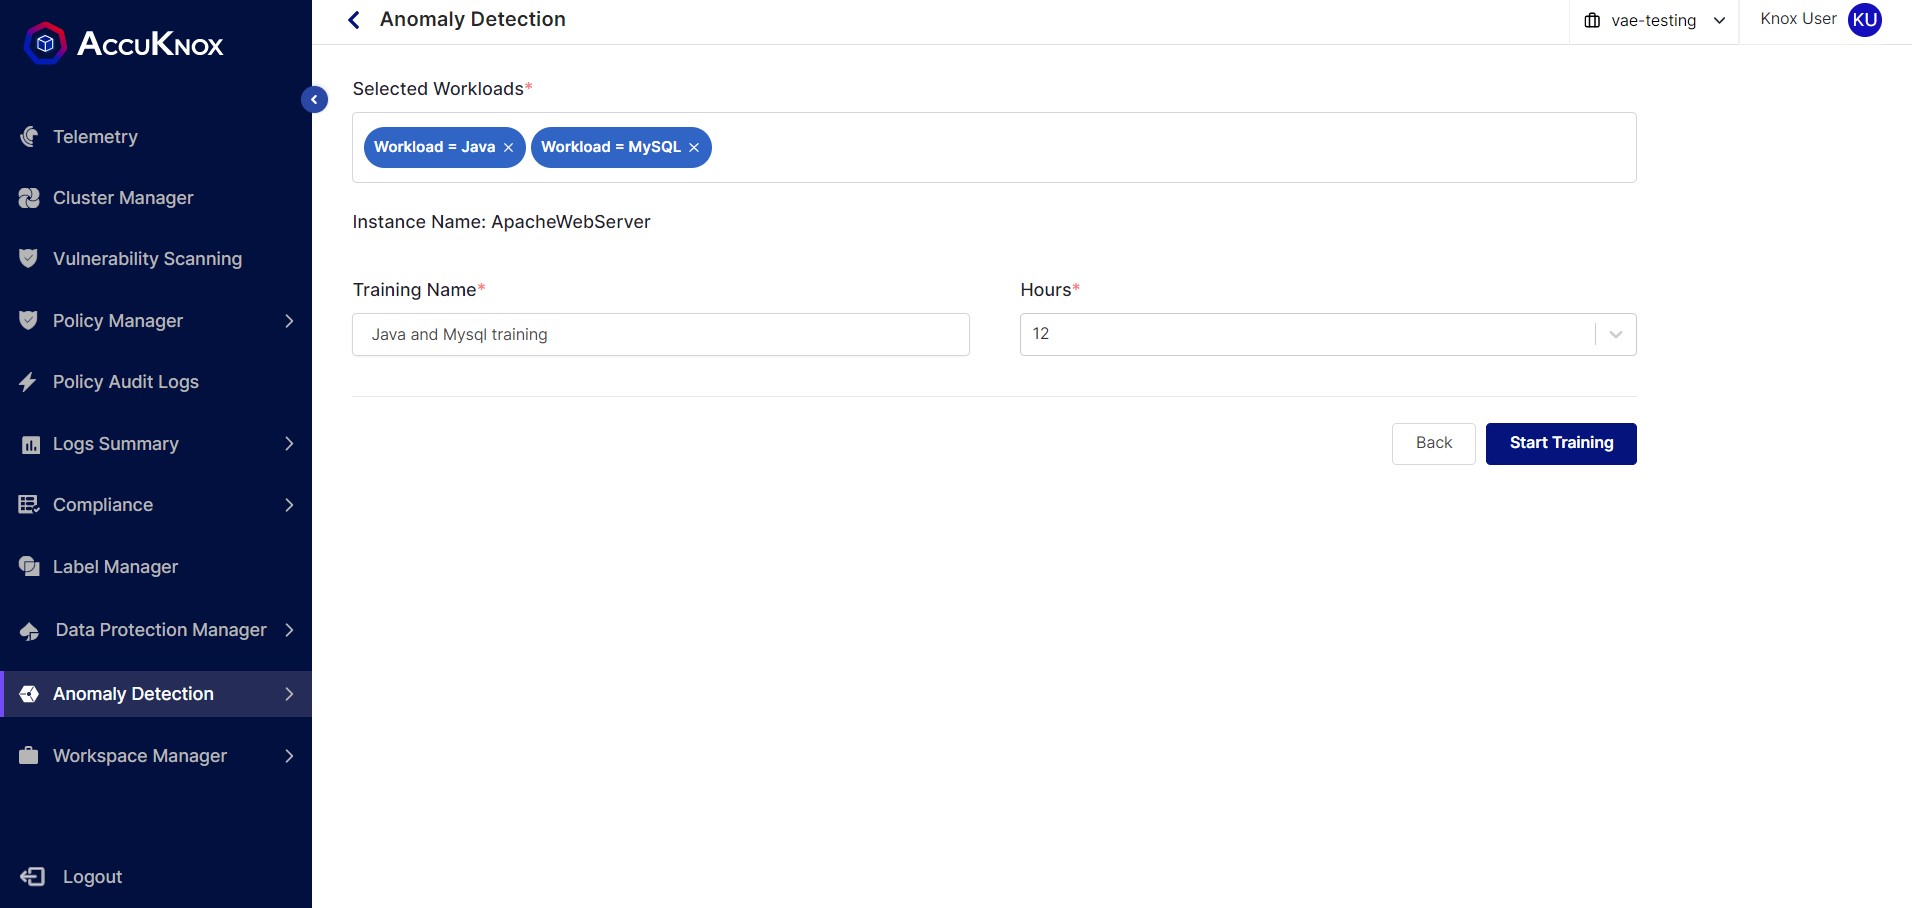 ACCUKNOX
Telemetry
Cluster Manager
Vulnerability Scanning
Policy Manager
Policy Audit Logs
Logs Summary
Compliance
Label Manager
Data Protection Manager
Anomaly Detection
Workspace Manager
Logout
Anomaly Detection
vae-testing
Knox User KU
Selected Workloads*
Workload = Java × Workload = MySQL ×
Instance Name: ApacheWebServer
Training Name* Hours*
Java and Mysql training 12
Back Start Training